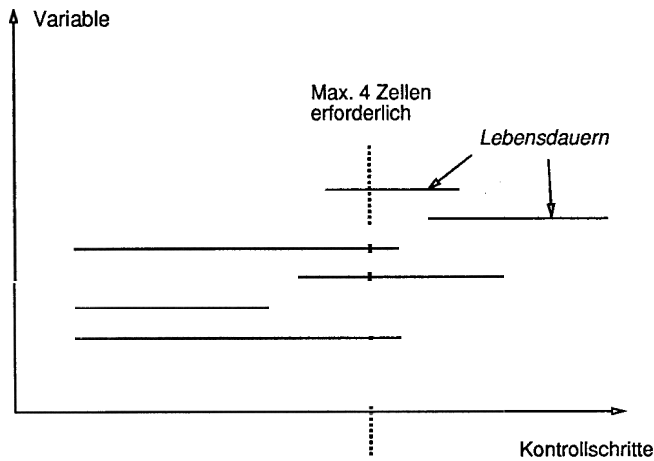 Variable
Max. 4 Zellen
erforderlich
Lebensdauern
Kontrollschritte